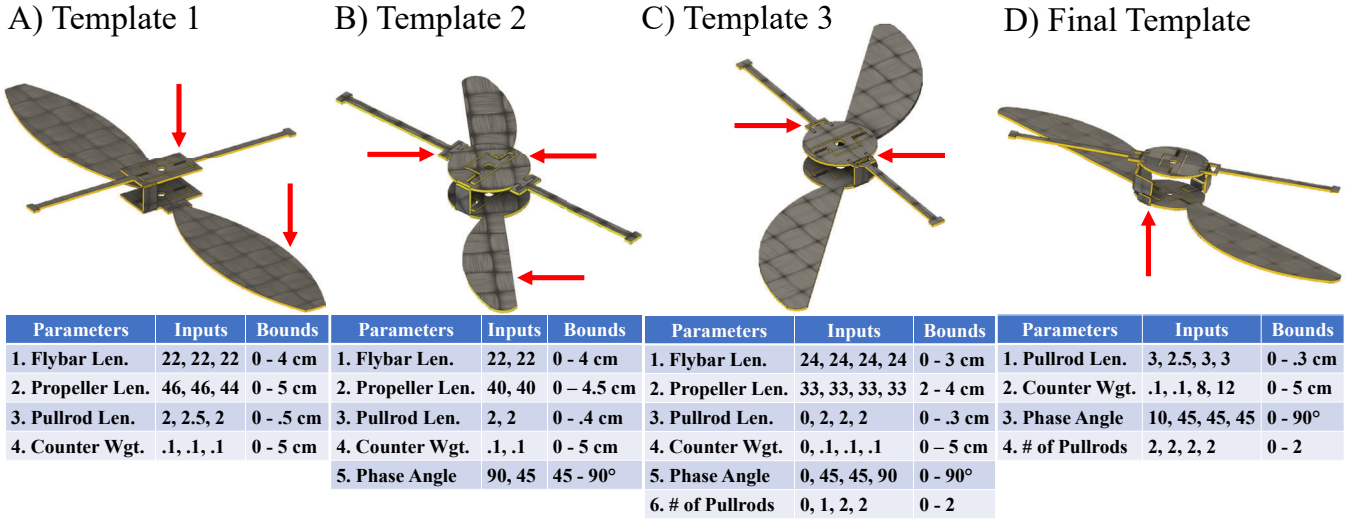 A) Template 1
B) Template 2
C) Template 3
D) Final Template
Parameters Inputs Bounds
1. Flybar Len. 22, 22, 22 0 - 4 cm
2. Propeller Len. 46, 46, 44 0 - 5 cm
3. Pullrod Len. 2, 2.5, 2 0 - .5 cm
4. Counter Wgt. .1, .1, .1 0 - 5 cm
Parameters Inputs Bounds
1. Flybar Len. 22, 22 0 - 4 cm
2. Propeller Len. 40, 40 0 – 4.5 cm
3. Pullrod Len. 2, 2 0 - .4 cm
4. Counter Wgt. .1, .1 0 - 5 cm
5. Phase Angle 90, 45 45 - 90°
Parameters Inputs Bounds
1. Flybar Len. 24, 24, 24, 24 0 - 3 cm
2. Propeller Len. 33, 33, 33, 33 2 - 4 cm
3. Pullrod Len. 0, 2, 2, 2 0 - .3 cm
4. Counter Wgt. 0, .1, .1, .1 0 – 5 cm
5. Phase Angle 0, 45, 45, 90 0 - 90°
6. # of Pullrods 0, 1, 2, 2 0 - 2
Parameters Inputs Bounds
1. Pullrod Len. 3, 2.5, 3, 3 0 - .3 cm
2. Counter Wgt. .1, .1, 8, 12 0 - 5 cm
3. Phase Angle 10, 45, 45, 45 0 - 90°
4. # of Pullrods 2, 2, 2, 2 0 - 2